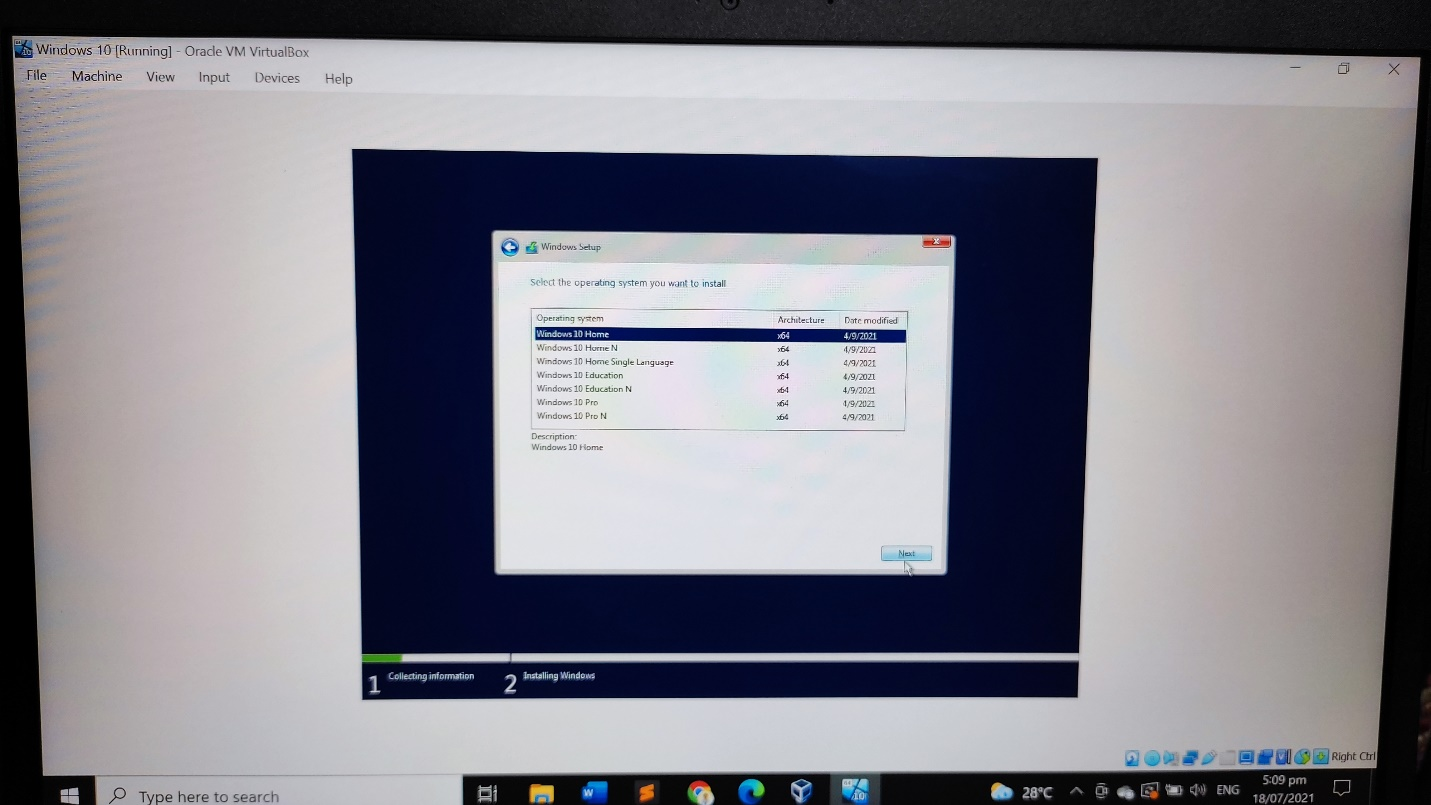 Windows 10 [Running] - Oracle VM VirtualBox
File Machine View Input Devices Help
Windows Setup
Select the operating system you want to install
Operating system Architecture Date modified
Windows 10 Home x64 4/9/2021
Windows 10 Home N x64 4/9/2021
Windows 10 Home Single Language x64 4/9/2021
Windows 10 Education x64 4/9/2021
Windows 10 Education N x64 4/9/2021
Windows 10 Pro x64 4/9/2021
Windows 10 Pro N x64 4/9/2021
Description:
Windows 10 Home
Next
1 Collecting information 2 Installing Windows
Right Ctrl
Type here to search
28°C ENG 5:09 pm
18/07/2021